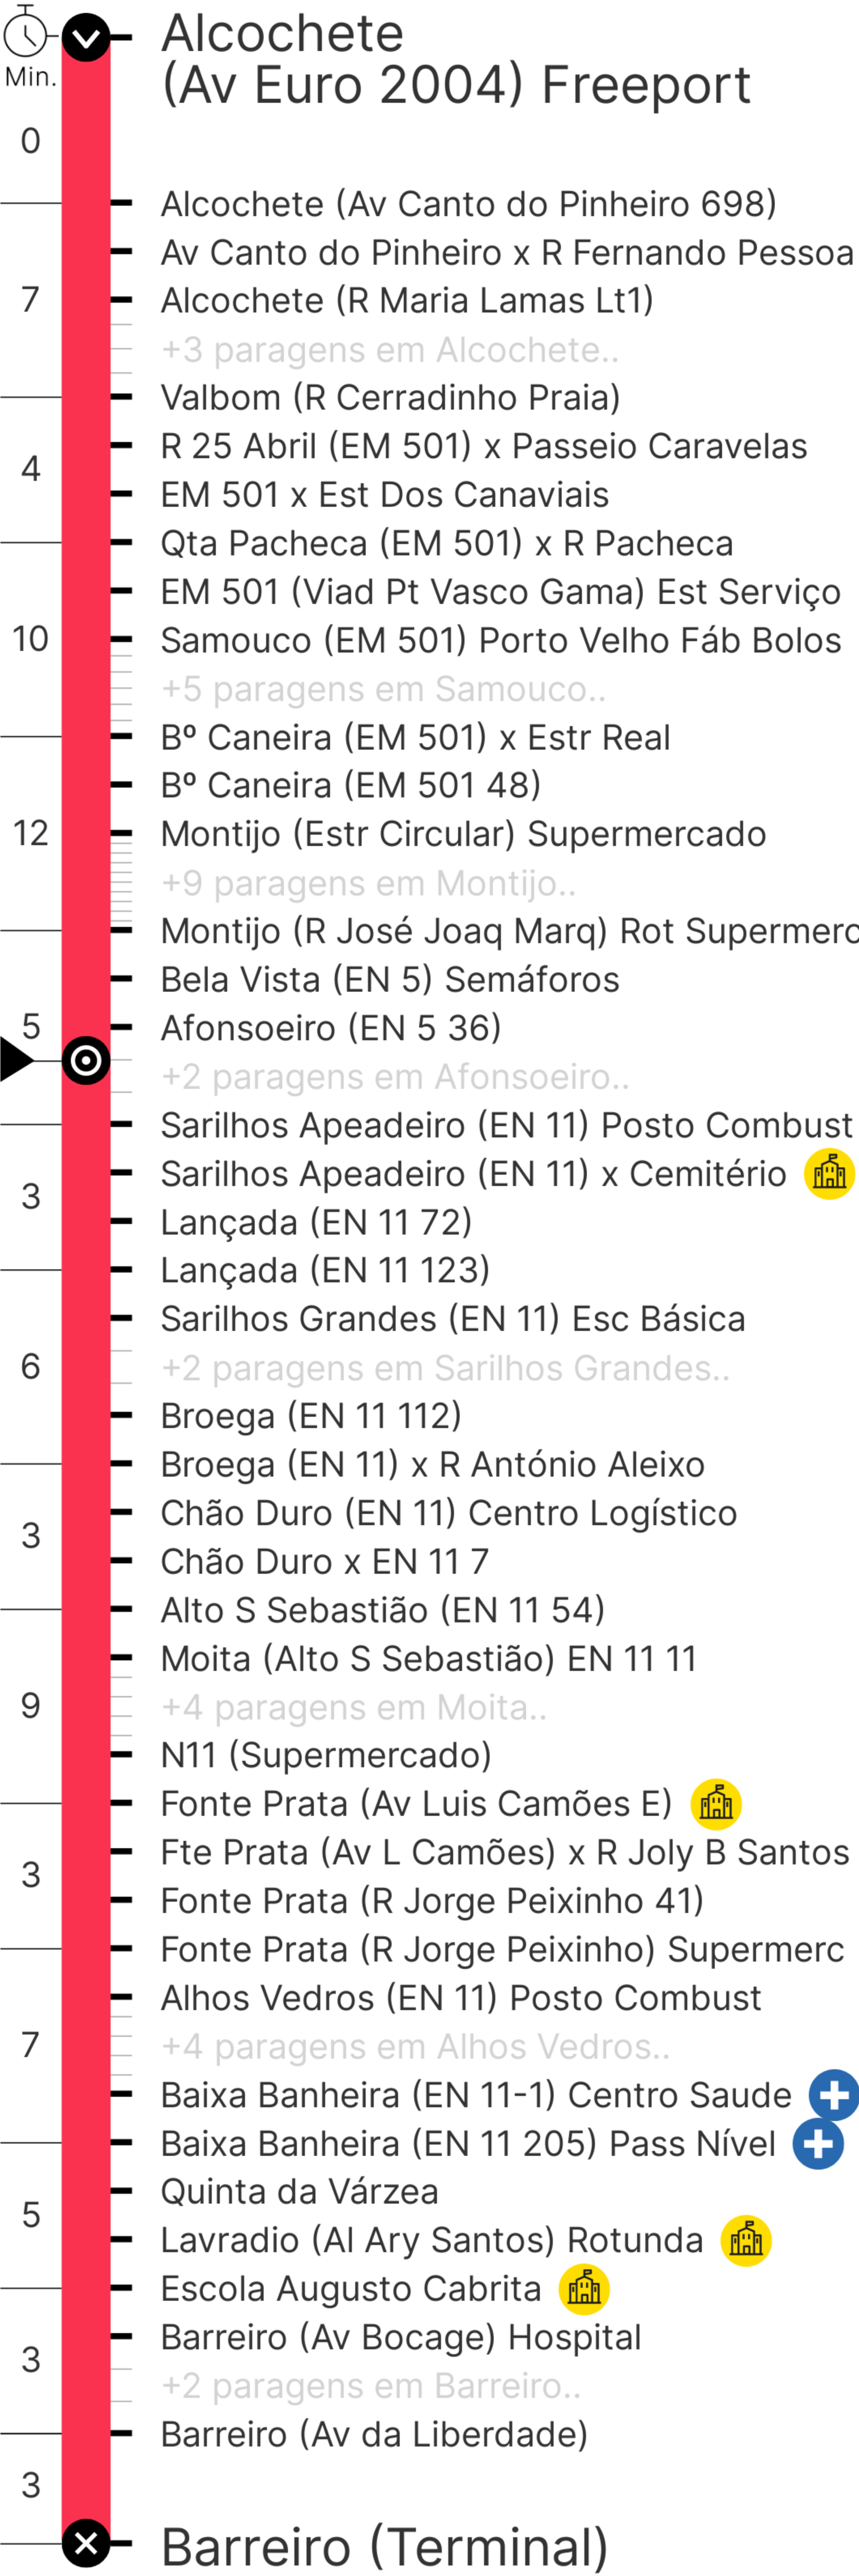 Alcochete
(Av Euro 2004) Freeport
Min.
0
Alcochete (Av Canto do Pinheiro 698)
Av Canto do Pinheiro x R Fernando Pessoa
7
Alcochete (R Maria Lamas Lt1)
+3 paragens em Alcochete..
Valbom (R Cerradinho Praia)
R 25 Abril (EM 501) x Passeio Caravelas
4
EM 501 x Est Dos Canaviais
Qta Pacheca (EM 501) x R Pacheca
EM 501 (Viad Pt Vasco Gama) Est Serviço
10
Samouco (EM 501) Porto Velho Fáb Bolos
+5 paragens em Samouco..
Bº Caneira (EM 501) x Estr Real
Bº Caneira (EM 501 48)
12
Montijo (Estr Circular) Supermercado
+9 paragens em Montijo..
Montijo (R José Joaq Marq) Rot Supermerc
Bela Vista (EN 5) Semáforos
5
Afonsoeiro (EN 5 36)
+2 paragens em Afonsoeiro..
Sarilhos Apeadeiro (EN 11) Posto Combust
Sarilhos Apeadeiro (EN 11) x Cemitério
3
Lançada (EN 11 72)
Lançada (EN 11 123)
Sarilhos Grandes (EN 11) Esc Básica
6
+2 paragens em Sarilhos Grandes..
Broega (EN 11 112)
Broega (EN 11) x R António Aleixo
Chão Duro (EN 11) Centro Logístico
3
Chão Duro x EN 11 7
Alto S Sebastião (EN 11 54)
Moita (Alto S Sebastião) EN 11 11
9
+4 paragens em Moita..
N11 (Supermercado)
Fonte Prata (Av Luis Camões E)
Fte Prata (Av L Camões) x R Joly B Santos
3
Fonte Prata (R Jorge Peixinho 41)
Fonte Prata (R Jorge Peixinho) Supermerc
Alhos Vedros (EN 11) Posto Combust
7
+4 paragens em Alhos Vedros..
Baixa Banheira (EN 11-1) Centro Saude
Baixa Banheira (EN 11 205) Pass Nível
Quinta da Várzea
5
Lavradio (Al Ary Santos) Rotunda
Escola Augusto Cabrita
Barreiro (Av Bocage) Hospital
3
+2 paragens em Barreiro..
Barreiro (Av da Liberdade)
3
Barreiro (Terminal)